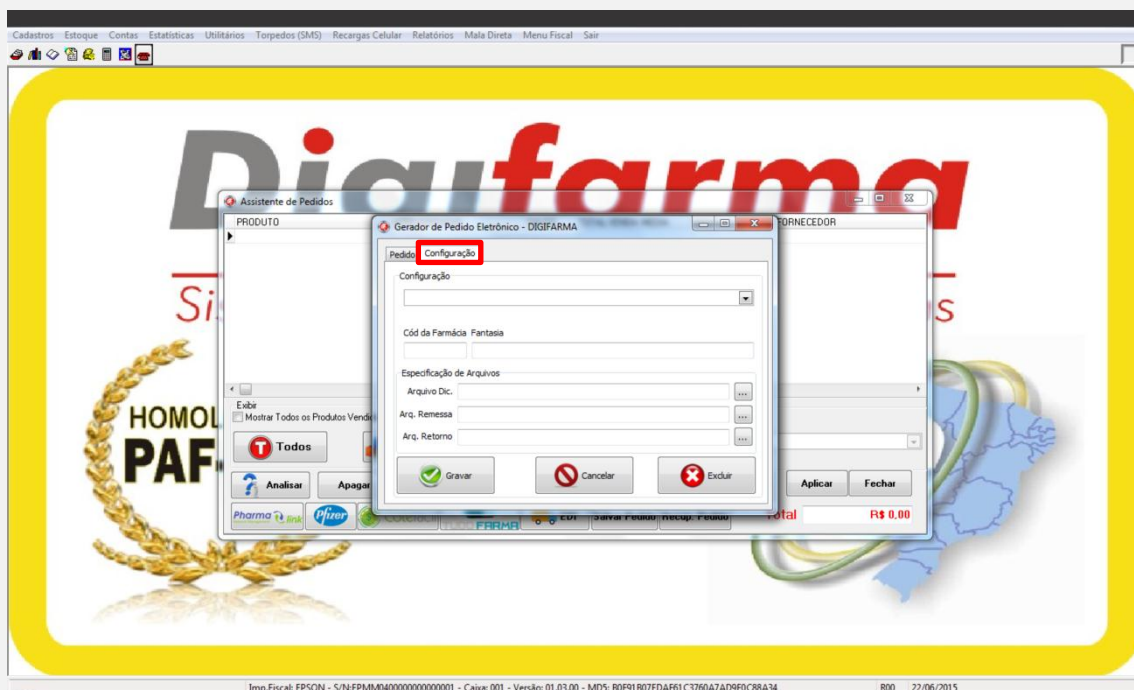 Cadastros Estoque Contas Estatísticas Utilitários Torpedos (SMS) Recargas Celular Relatórios Mala Direta Menu Fiscal Sair
Digifarma
Assistente de Pedidos
PRODUTO
FORNECEDOR
Gerador de Pedido Eletrônico - DIGIFARMA
Pedido Configuração
Configuração
Cód da Farmácia Fantasia
Especificação de Arquivos
Arquivo Dic. ...
Arq. Remessa ...
Arq. Retorno ...
Gravar Cancelar Excluir
Si
s
HOMOL
PAF
Exibir
Mostrar Todos os Produtos Vendi
T Todos
Analisar Apagar Aplicar Fechar
Pharma link Pfizer Cotefácil FARMA EDI Salvar Pedido Recup. Pedido Total R$ 0,00
Imp.Fiscal: EPSON - S/N:EPMM0400000000000001 - Caixa: 001 - Versão: 01.03.00 - MD5: B0F91B07EDAF61C3760A7AD9F0C88A34 R00 22/06/2015